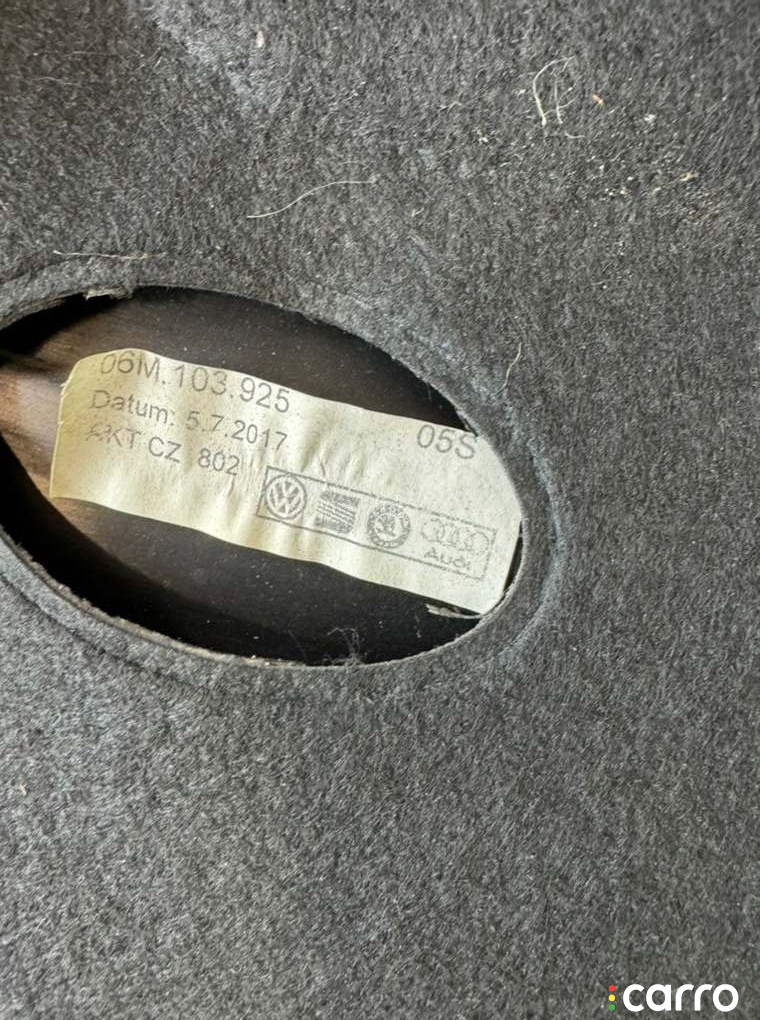 06M.103.925
05S
Datum: 5.7.2017
AKT CZ 802
Audi
carro